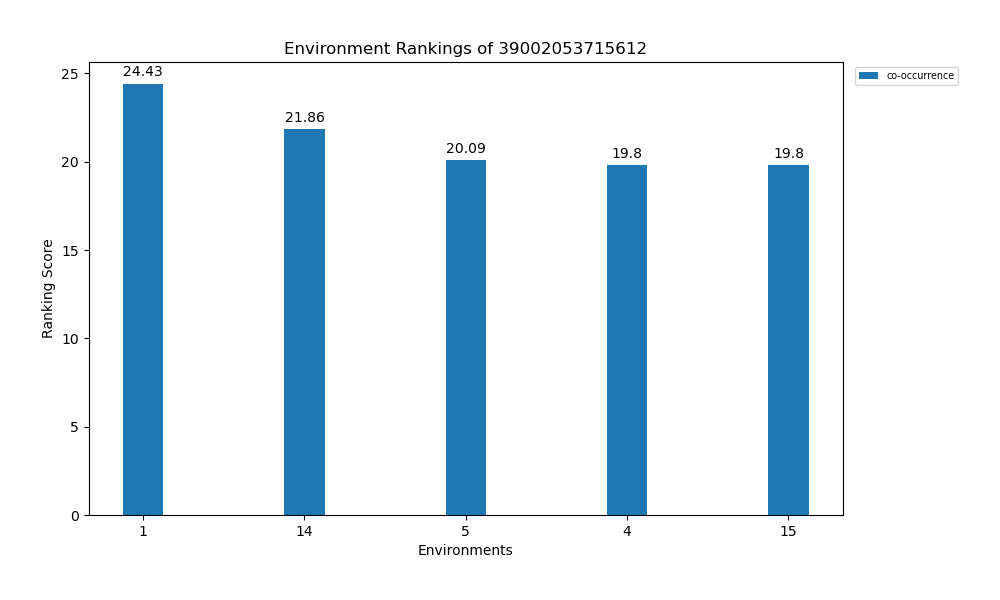 Environment Rankings of 39002053715612
co-occurrence
24.43
21.86
20.09
19.8
19.8
25
20
15
10
5
0
Ranking Score
1 14 5 4 15
Environments